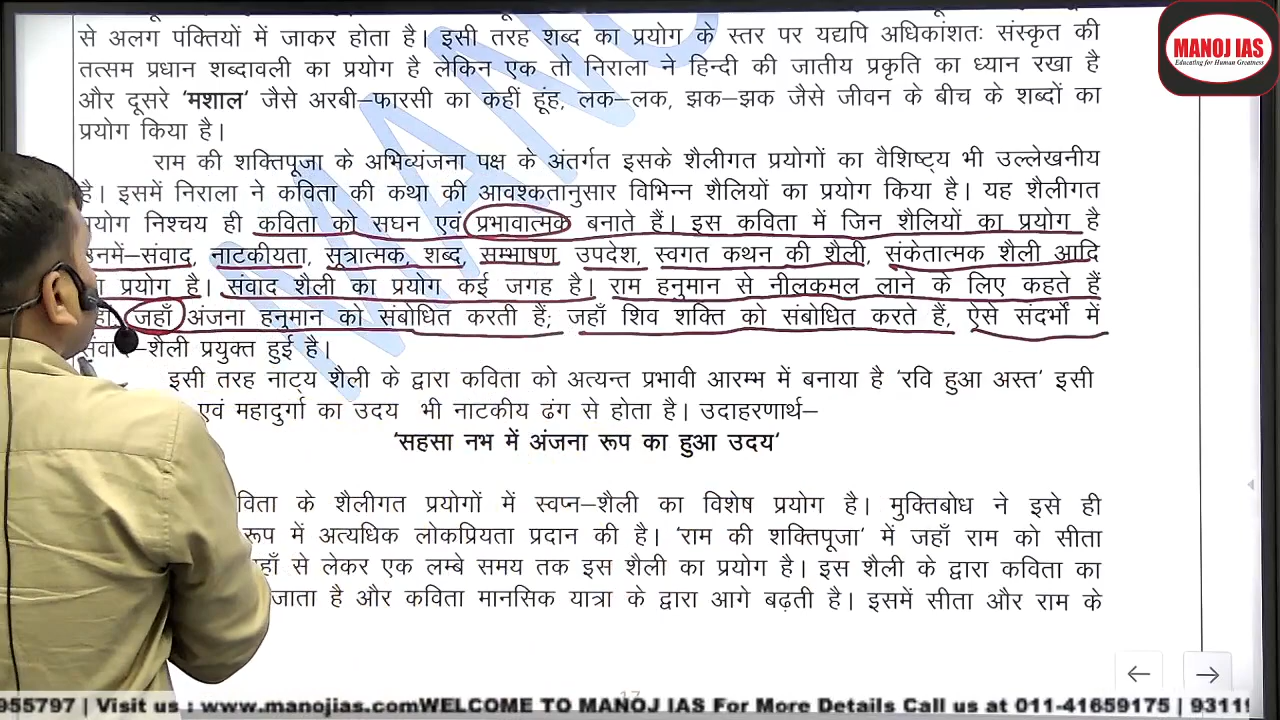 से अलग पंक्तियों में जाकर होता है। इसी तरह शब्द का प्रयोग के स्तर पर यद्यपि अधिकांशतः संस्कृत की
तत्सम प्रधान शब्दावली का प्रयोग है लेकिन एक तो निराला ने हिन्दी की जातीय प्रकृति का ध्यान रखा है
और दूसरे ‘मशाल’ जैसे अरबी–फारसी का कहीं हूंह, लक–लक, झक–झक जैसे जीवन के बीच के शब्दों का
प्रयोग किया है।
राम की शक्तिपूजा के अभिव्यंजना पक्ष के अंतर्गत इसके शैलीगत प्रयोगों का वैशिष्ट्य भी उल्लेखनीय
है। इसमें निराला ने कविता की कथा की आवश्कतानुसार विभिन्न शैलियों का प्रयोग किया है। यह शैलीगत
प्रयोग निश्चय ही कविता को सघन एवं प्रभावात्मक बनाते हैं। इस कविता में जिन शैलियों का प्रयोग है
उनमें–संवाद, नाटकीयता, सूत्रात्मक, शब्द, सम्भाषण उपदेश, स्वगत कथन की शैली, संकेतात्मक शैली आदि
का प्रयोग है। संवाद शैली का प्रयोग कई जगह है। राम हनुमान से नीलकमल लाने के लिए कहते हैं
जहाँ अंजना हनुमान को संबोधित करती हैं; जहाँ शिव शक्ति को संबोधित करते हैं, ऐसे संदर्भों में
संवाद–शैली प्रयुक्त हुई है।
इसी तरह नाट्य शैली के द्वारा कविता को अत्यन्त प्रभावी आरम्भ में बनाया है ‘रवि हुआ अस्त’ इसी
एवं महादुर्गा का उदय भी नाटकीय ढंग से होता है। उदाहरणार्थ–
‘सहसा नभ में अंजना रूप का हुआ उदय’
के शैलीगत प्रयोगों में स्वप्न–शैली का विशेष प्रयोग है। मुक्तिबोध ने इसे ही
रूप में अत्यधिक लोकप्रियता प्रदान की है। ‘राम की शक्तिपूजा’ में जहाँ राम को सीता
से लेकर एक लम्बे समय तक इस शैली का प्रयोग है। इस शैली के द्वारा कविता का
जाता है और कविता मानसिक यात्रा के द्वारा आगे बढ़ती है। इसमें सीता और राम के
MANOJ IAS
Educating for Human Greatness
955797 | Visit us : www.manojias.comWELCOME TO MANOJ IAS For More Details Call us at 011-41659175 | 9311